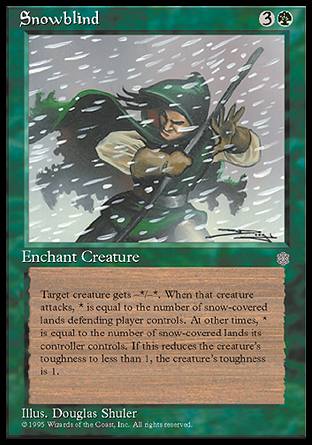 Snowblind 3
Enchant Creature
Target creature gets –*/–*. When that creature
attacks, * is equal to the number of snow-covered
lands defending player controls. At other times, *
is equal to the number of snow-covered lands its
controller controls. If this reduces the creature's
toughness to less than 1, the creature's toughness
is 1.
Illus. Douglas Shuler
© 1995 Wizards of the Coast, Inc. All rights reserved.